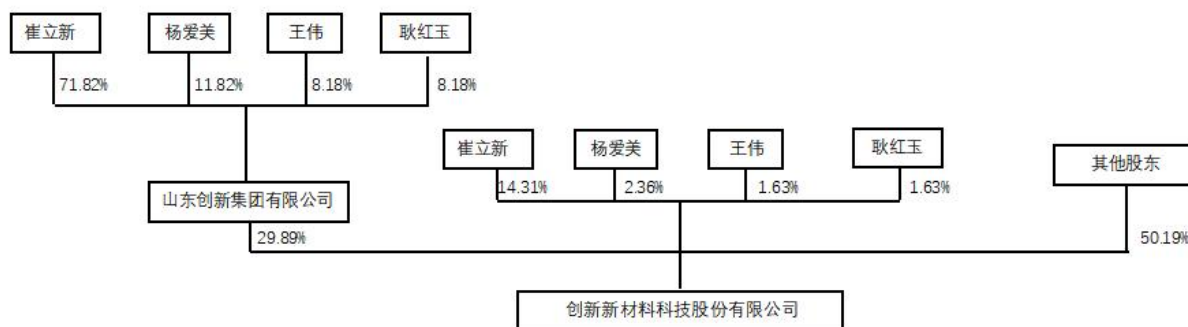 崔立新 杨爱美 王伟 耿红玉
71.82% 11.82% 8.18% 8.18%
崔立新 杨爱美 王伟 耿红玉 其他股东
14.31% 2.36% 1.63% 1.63%
山东创新集团有限公司
29.89% 50.19%
创新新材料科技股份有限公司